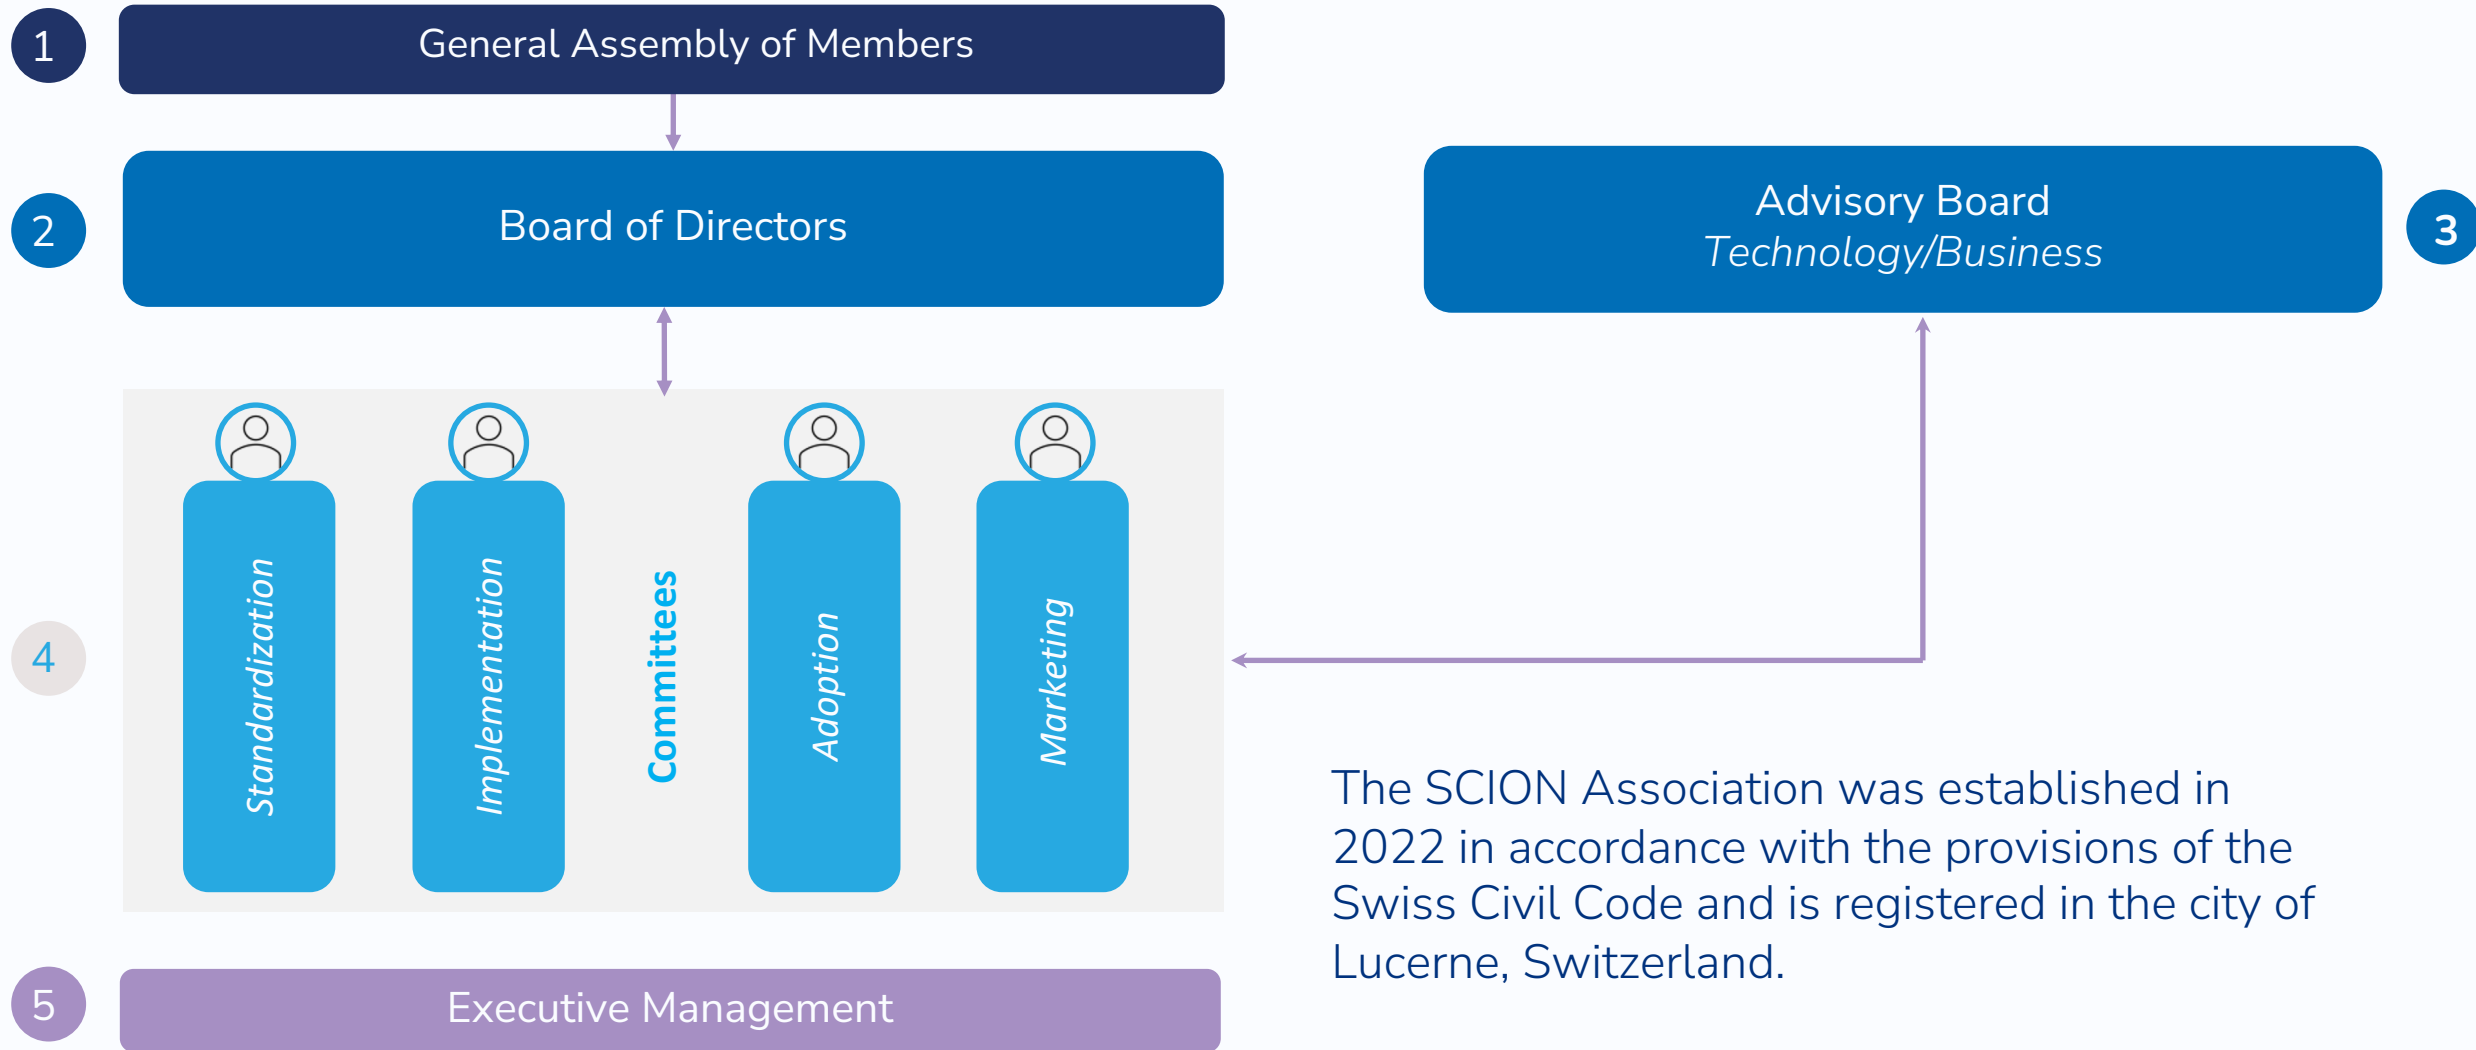 1
General Assembly of Members
2
Board of Directors
Advisory Board
Technology/Business
3
4
Standardization
Implementation
Committees
Adoption
Marketing
The SCION Association was established in
2022 in accordance with the provisions of the
Swiss Civil Code and is registered in the city of
Lucerne, Switzerland.
5
Executive Management